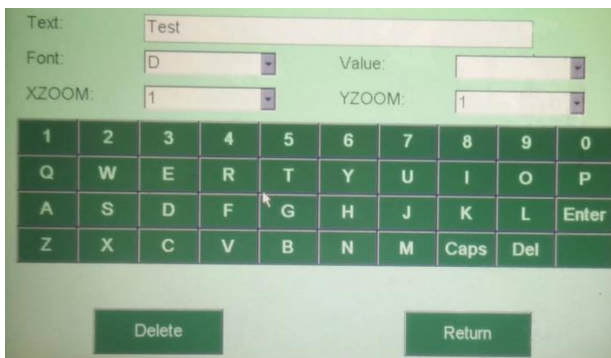 Text: Test
Font: D Value:
XZOOM: 1 YZOOM: 1
1 2 3 4 5 6 7 8 9 0
Q W E R T Y U I O P
A S D F G H J K L Enter
Z X C V B N M Caps Del
Delete Return